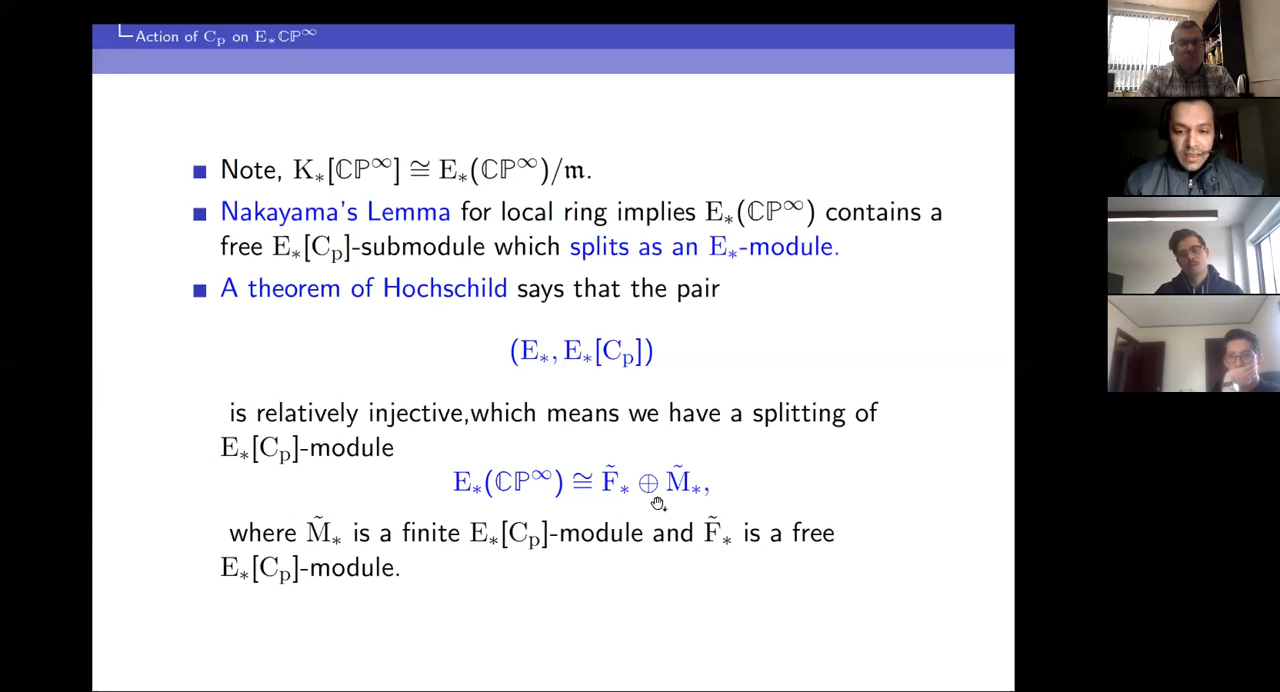 Action of Cₚ on E∗ℂℙ^∞
■ Note, K∗[ℂℙ^∞] ≅ E∗(ℂℙ^∞)/𝔪.
■ Nakayama's Lemma for local ring implies E∗(ℂℙ^∞) contains a
free E∗[Cₚ]-submodule which splits as an E∗-module.
■ A theorem of Hochschild says that the pair
(E∗, E∗[Cₚ])
is relatively injective,which means we have a splitting of
E∗[Cₚ]-module
E∗(ℂℙ^∞) ≅ F̃∗ ⊕ M̃∗,
where M̃∗ is a finite E∗[Cₚ]-module and F̃∗ is a free
E∗[Cₚ]-module.